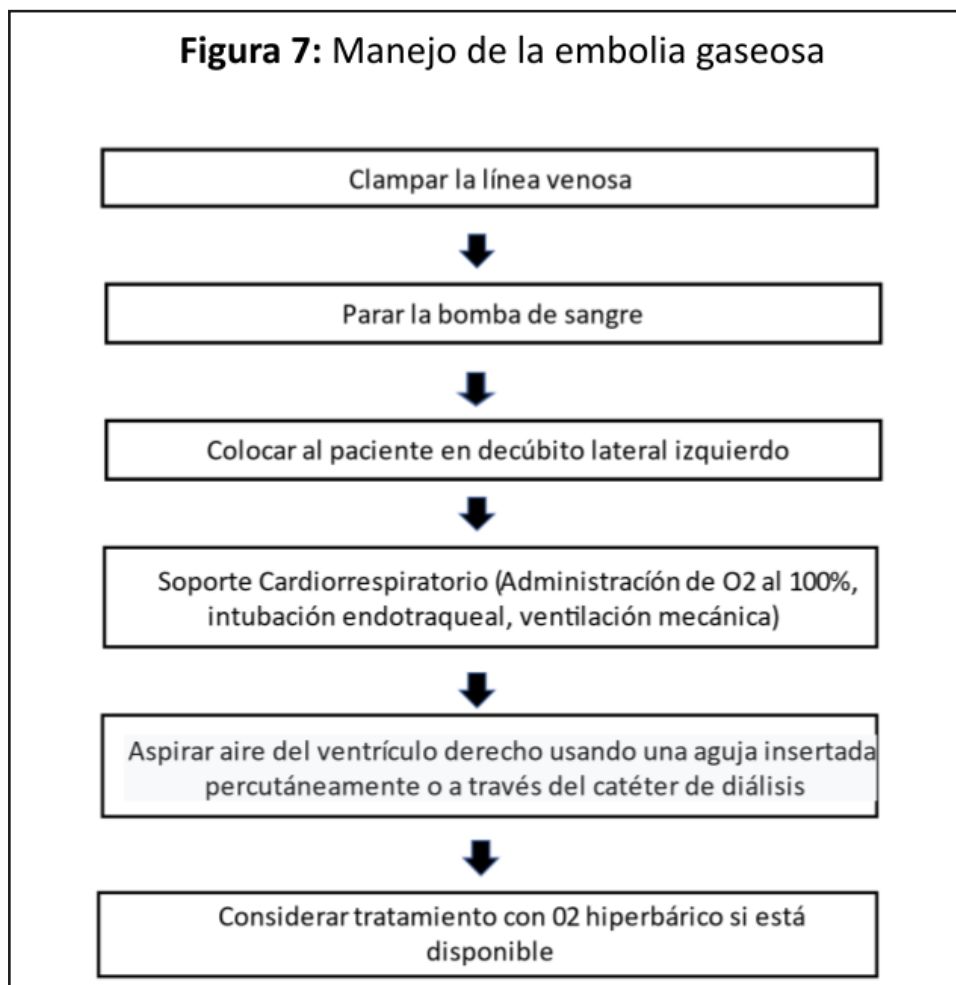 Figura 7: Manejo de la embolia gaseosa
Clampar la línea venosa
Parar la bomba de sangre
Colocar al paciente en decúbito lateral izquierdo
Soporte Cardiorrespiratorio (Administracíón de O2 al 100%,
intubación endotraqueal, ventilación mecánica)
Aspirar aire del ventrículo derecho usando una aguja insertada
percutáneamente o a través del catéter de diálisis
Considerar tratamiento con 02 hiperbárico si está
disponible